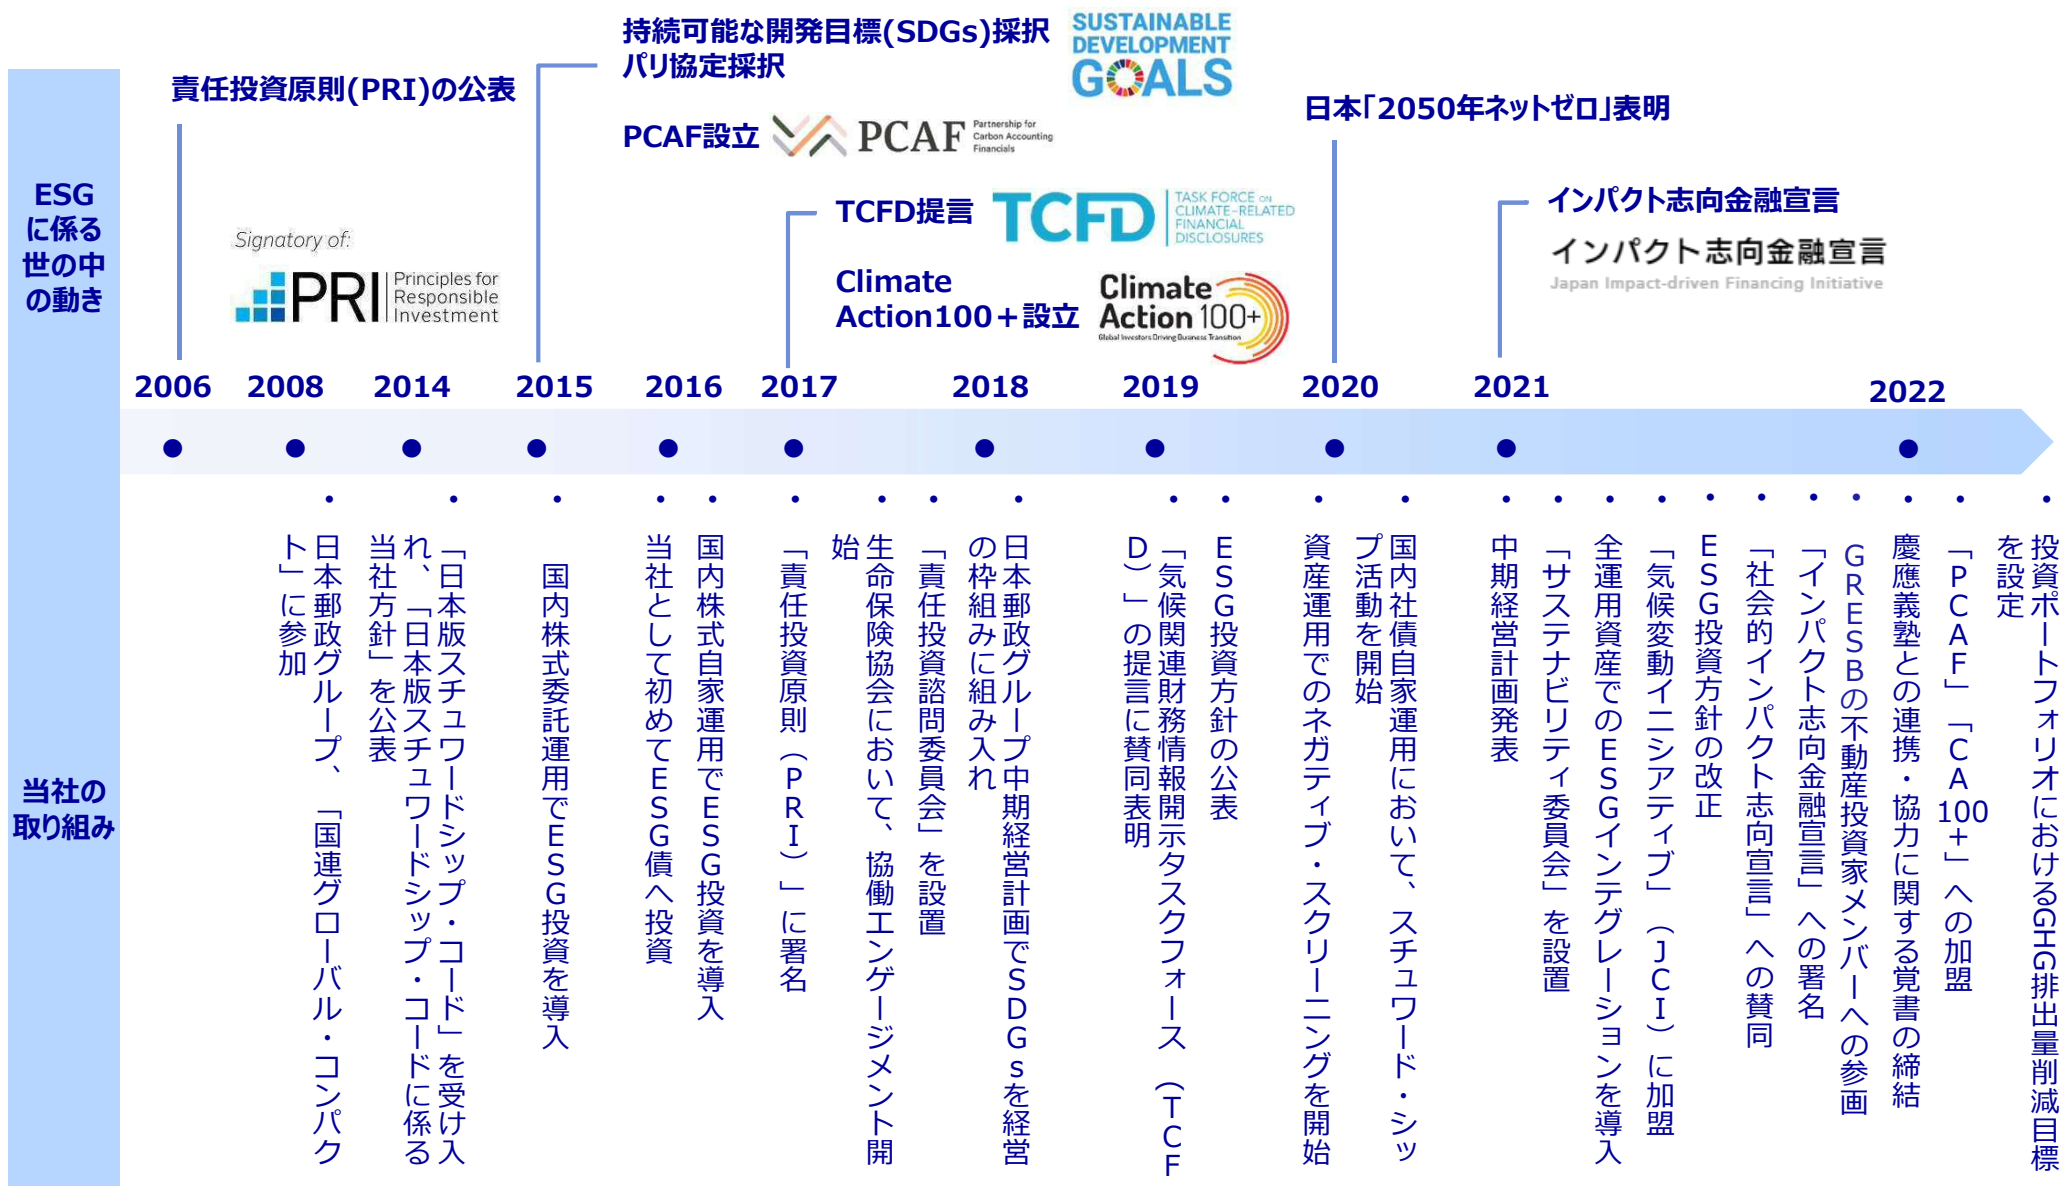 持続可能な開発目標(SDGs)採択
パリ協定採択
SUSTAINABLE
DEVELOPMENT
GOALS
責任投資原則(PRI)の公表
PCAF設立
PCAF
Partnership for
Carbon Accounting
Financials
日本「2050年ネットゼロ」表明
ESG
に係る
世の中
の動き
Signatory of:
PRI
Principles for
Responsible
Investment
TCFD提言
TCFD
TASK FORCE ON
CLIMATE-RELATED
FINANCIAL
DISCLOSURES
Climate
Action100+設立
Climate
Action 100+
Global Investors Driving Business Transition
インパクト志向金融宣言
インパクト志向金融宣言
Japan Impact-driven Financing Initiative
2006
2008
2014
2015
2016
2017
2018
2019
2020
2021
2022
当社の
取り組み
・日本郵政グループ、「国連グローバル・コンパク
ト」に参加
・「日本版スチュワードシップ・コード」を受け入
れ、「日本版スチュワードシップ・コードに係る
当社方針」を公表
・国内株式委託運用でESG投資を導入
・当社として初めてESG債へ投資
・国内株式自家運用でESG投資を導入
・「責任投資原則(PRI)」に署名
・生命保険協会において、協働エンゲージメント開
始
・「責任投資諮問委員会」を設置
・日本郵政グループ中期経営計画でSDGsを経営
の枠組みに組み入れ
・「気候関連財務情報開示タスクフォース(TCF
D)」の提言に賛同表明
・ESG投資方針の公表
・資産運用でのネガティブ・スクリーニングを開始
・国内社債自家運用において、スチュワード・シッ
プ活動を開始
・中期経営計画発表
・「サステナビリティ委員会」を設置
・全運用資産でのESGインテグレーションを導入
・「気候変動イニシアティブ」(JCI)に加盟
・ESG投資方針の改正
・「社会的インパクト志向宣言」への賛同
・「インパクト志向金融宣言」への署名
・GRESBの不動産投資家メンバーへの参画
・慶應義塾との連携・協力に関する覚書の締結
・「PCAF」「CA100+」への加盟
・投資ポートフォリオにおけるGHG排出量削減目標
を設定